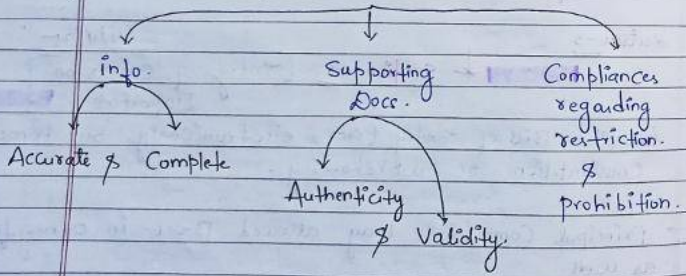 info.
Accurate & Complete
Supporting
Docs.
Authenticity
& Validity.
Compliances
regarding
restriction.
&
prohibition.